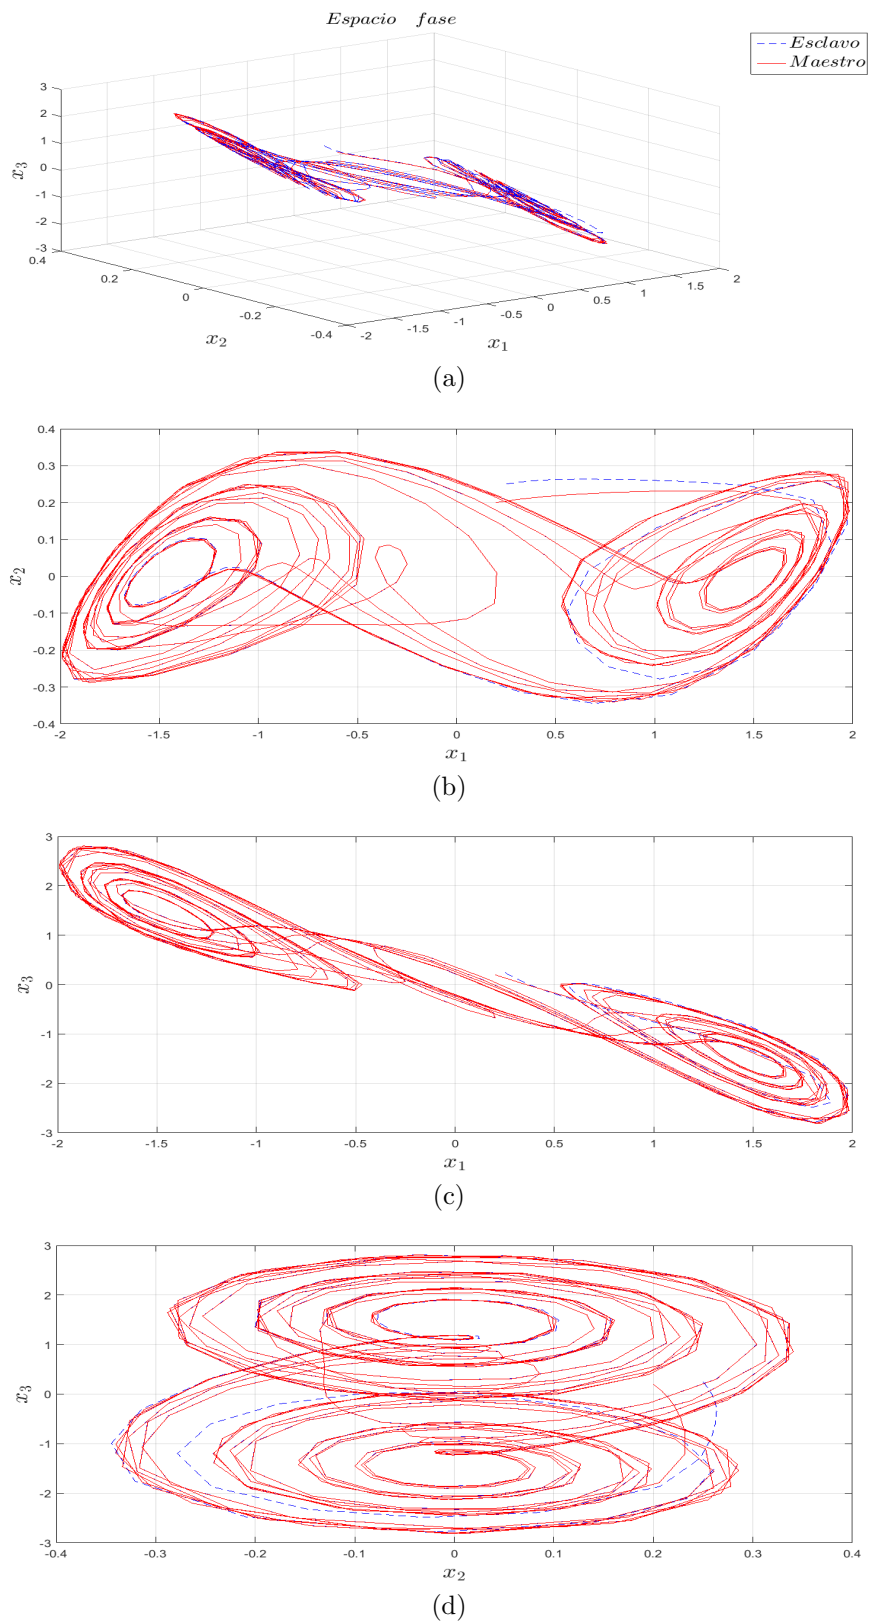 Espacio fase
Esclavo
Maestro
3
2
1
0
-1
-2
-3
x3
0.4
0.2
0
-0.2
-0.4
x2
-2
-1.5
-1
-0.5
0
0.5
1
1.5
2
x1
(a)
0.4
0.3
0.2
0.1
0
-0.1
-0.2
-0.3
-0.4
x2
-2 -1.5 -1 -0.5 0 0.5 1 1.5 2
x1
(b)
3
2
1
0
-1
-2
-3
x3
-2 -1.5 -1 -0.5 0 0.5 1 1.5 2
x1
(c)
3
2
1
0
-1
-2
-3
x3
-0.4 -0.3 -0.2 -0.1 0 0.1 0.2 0.3 0.4
x2
(d)